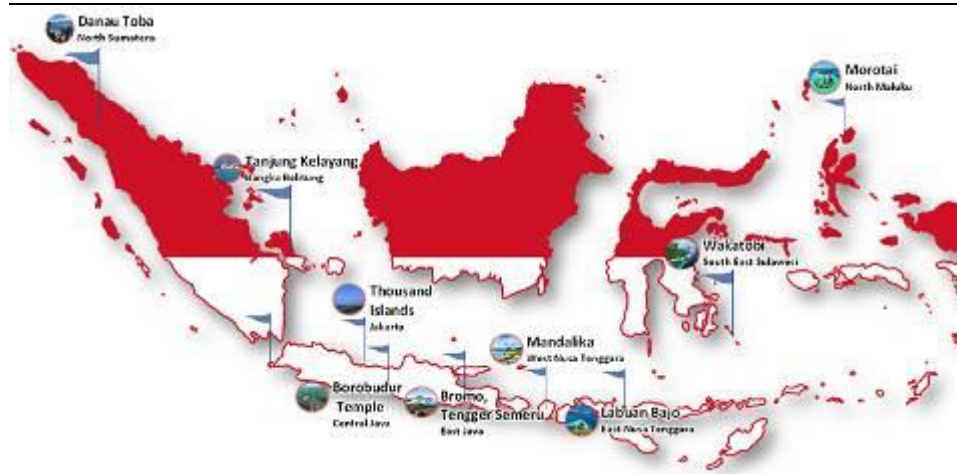 Danau Toba
North Sumatera
Morotai
North Maluku
Tanjung Kelayang
Bangka Belitung
Wakatobi
South East Sulawesi
Thousand
Islands
Jakarta
Mandalika
West Nusa Tenggara
Borobudur
Temple
Central Java
Bromo,
Tengger Semeru
East Java
Labuan Bajo
East Nusa Tenggara